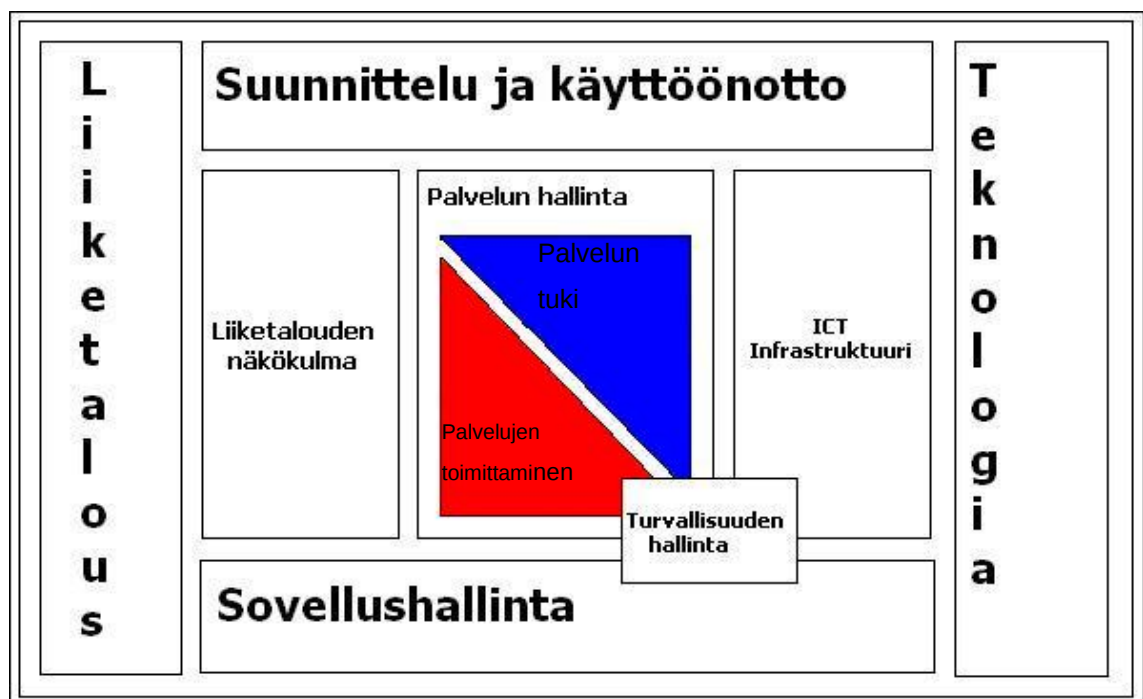 Liiketalous
Suunnittelu ja käyttöönotto
Teknologia
Liiketalouden
näkökulma
Palvelun hallinta
Palvelun
tuki
Palvelujen
toimittaminen
ICT
Infrastruktuuri
Turvallisuuden
hallinta
Sovellushallinta